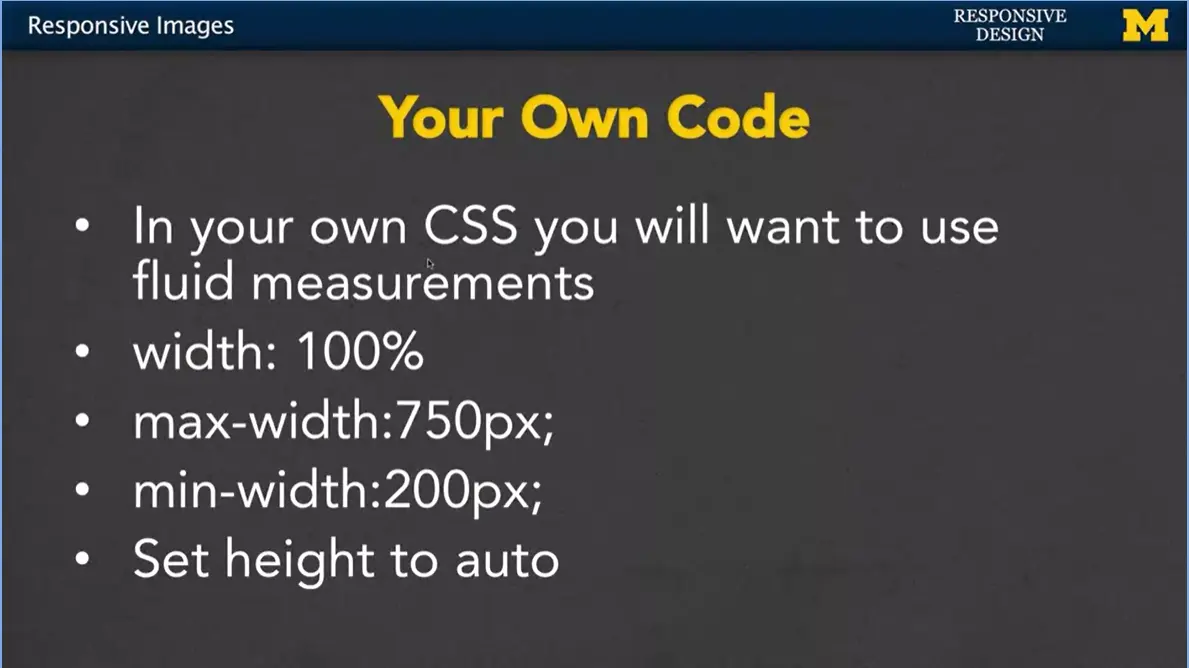 Responsive Images
RESPONSIVE
DESIGN
M
Your Own Code
• In your own CSS you will want to use
fluid measurements
• width: 100%
• max-width:750px;
• min-width:200px;
• Set height to auto